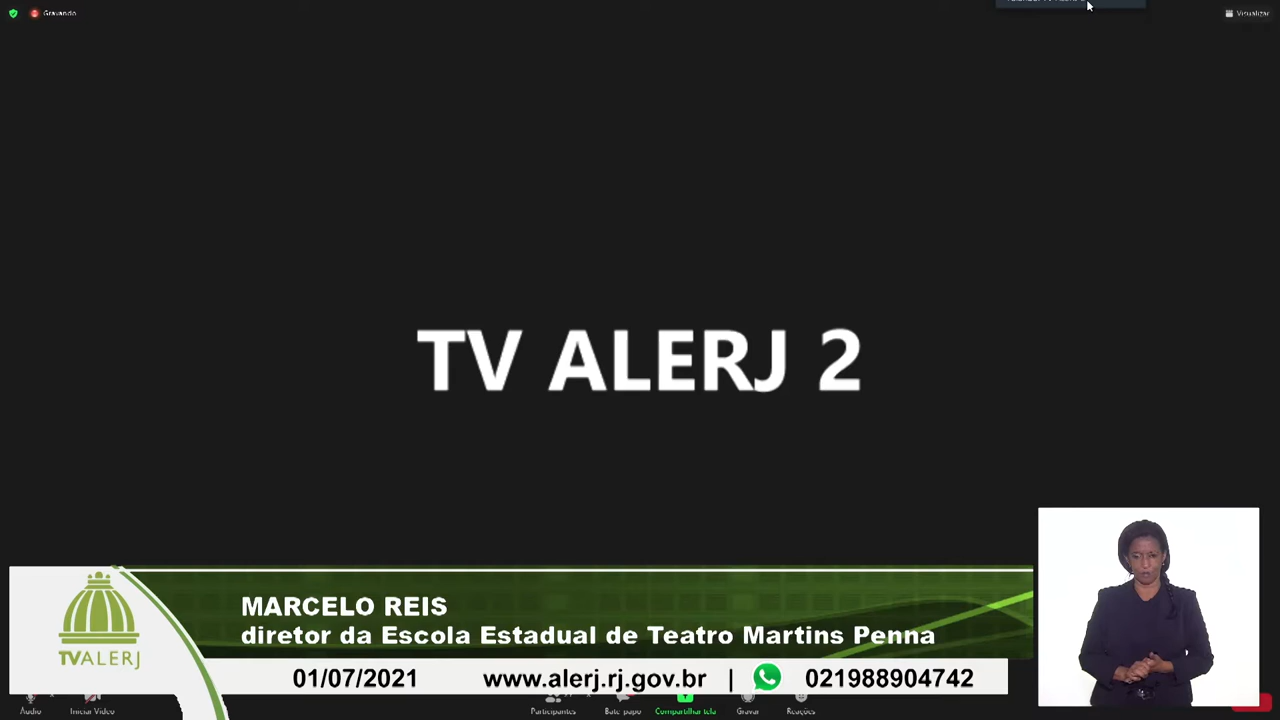 Gravando
Visualizar
TV ALERJ 2
MARCELO REIS
diretor da Escola Estadual de Teatro Martins Penna
TVALERJ
01/07/2021 www.alerj.rj.gov.br | 021988904742
Áudio Iniciar Vídeo Participantes Bate-papo Compartilhar tela Gravar Reações